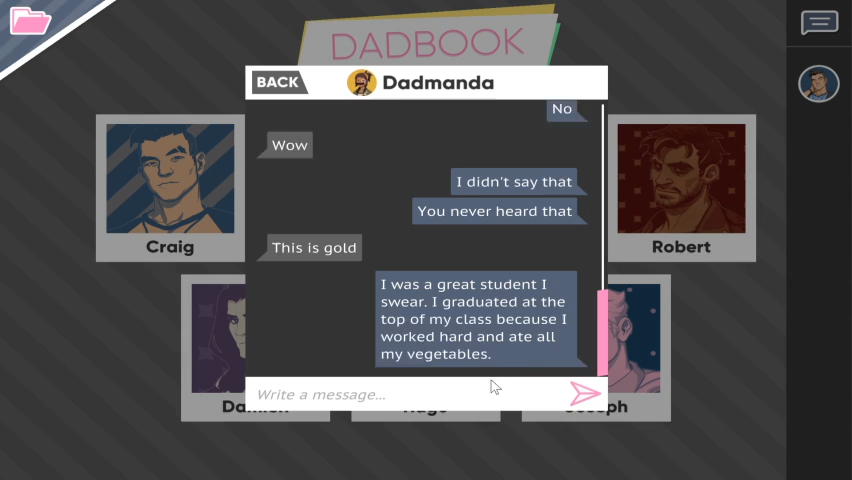 DADBOOK
BACK
Dadmanda
No
Wow
I didn't say that
You never heard that
This is gold
I was a great student I
swear. I graduated at the
top of my class because I
worked hard and ate all
my vegetables.
Write a message...
Craig
Robert